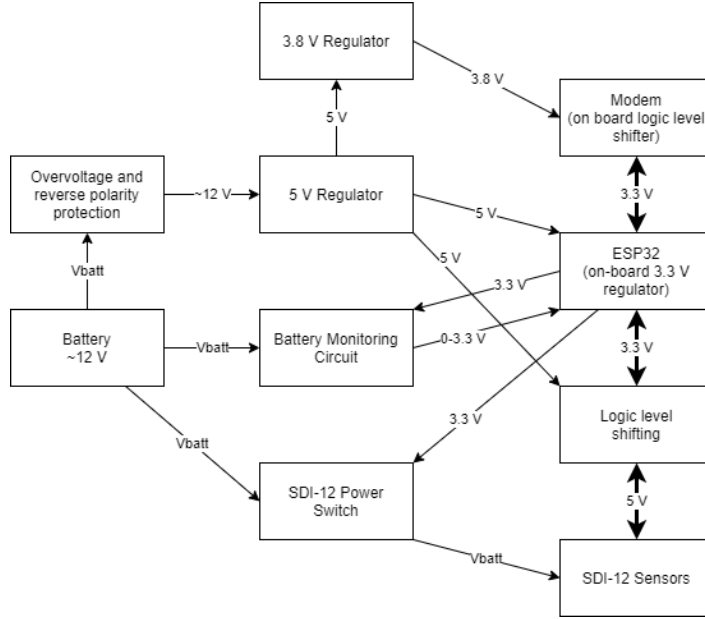 3.8 V Regulator
3.8 V
Modem
(on board logic level
shifter)
5 V
3.3 V
Overvoltage and
reverse polarity
protection
~12 V
5 V Regulator
5 V
ESP32
(on-board 3.3 V
regulator)
5 V
Vbatt
3.3 V
Battery
~12 V
Vbatt
Battery Monitoring
Circuit
0-3.3 V
3.3 V
Vbatt
3.3 V
Logic level
shifting
SDI-12 Power
Switch
5 V
Vbatt
SDI-12 Sensors